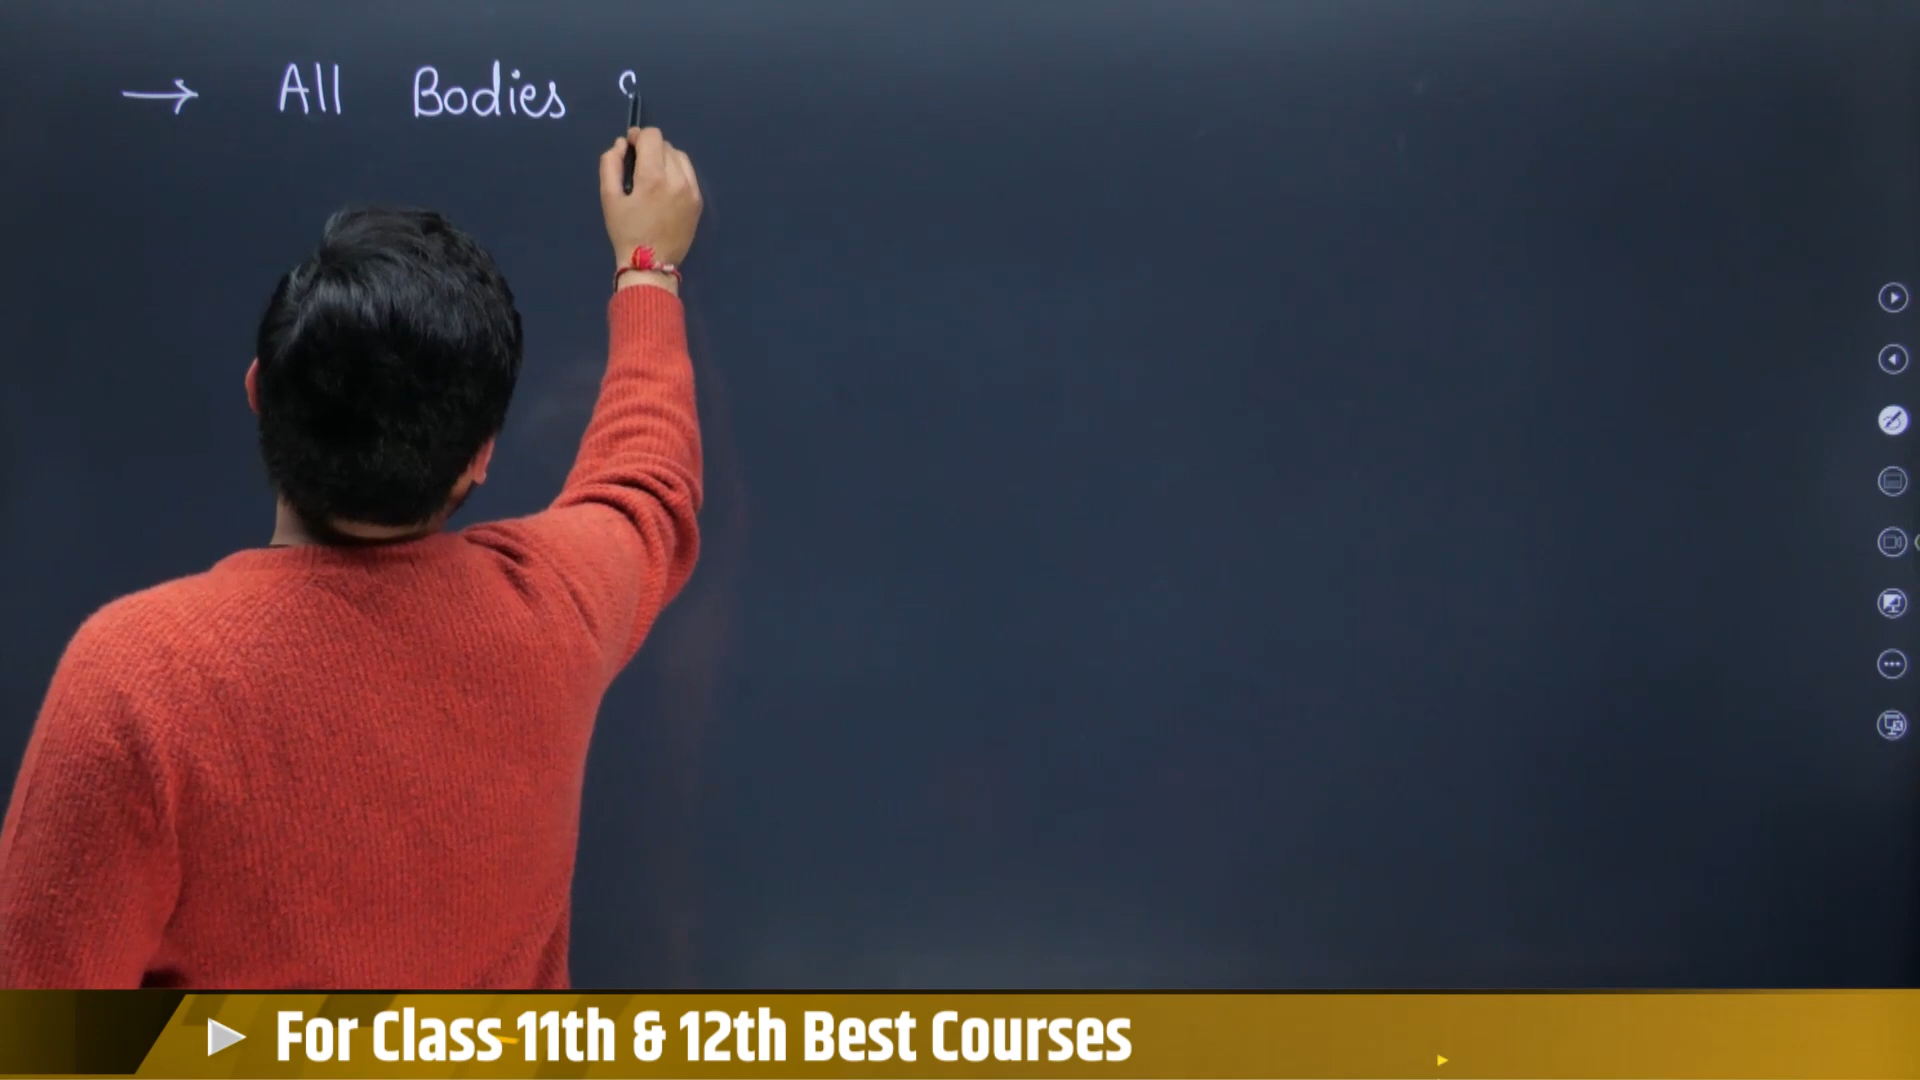 → All Bodies
For Class 11th & 12th Best Courses